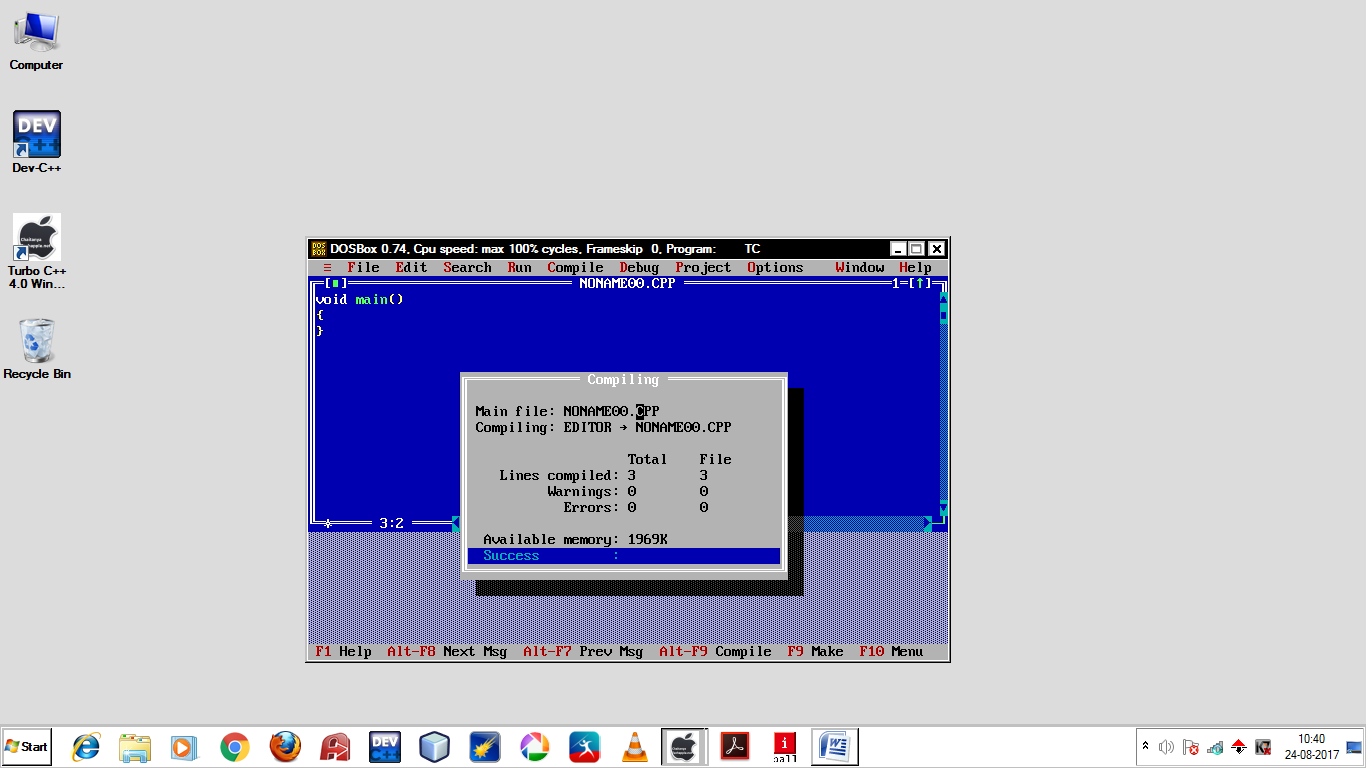 Computer
DEV
C++
Dev-C++
Turbo C++
4.0 Win...
Recycle Bin
DOS
BOX
DOSBox 0.74, Cpu speed: max 100% cycles, Frameskip 0, Program: TC
≡ File Edit Search Run Compile Debug Project Options Window Help
[■] NONAME00.CPP 1=[↑]
void main()
{
}
Compiling
Main file: NONAME00.CPP
Compiling: EDITOR → NONAME00.CPP
Total File
Lines compiled: 3 3
Warnings: 0 0
Errors: 0 0
Available memory: 1969K
Success :
3:2
F1 Help Alt-F8 Next Msg Alt-F7 Prev Msg Alt-F9 Compile F9 Make F10 Menu
Start
DEV
i
ball
W
K
10:40
24-08-2017